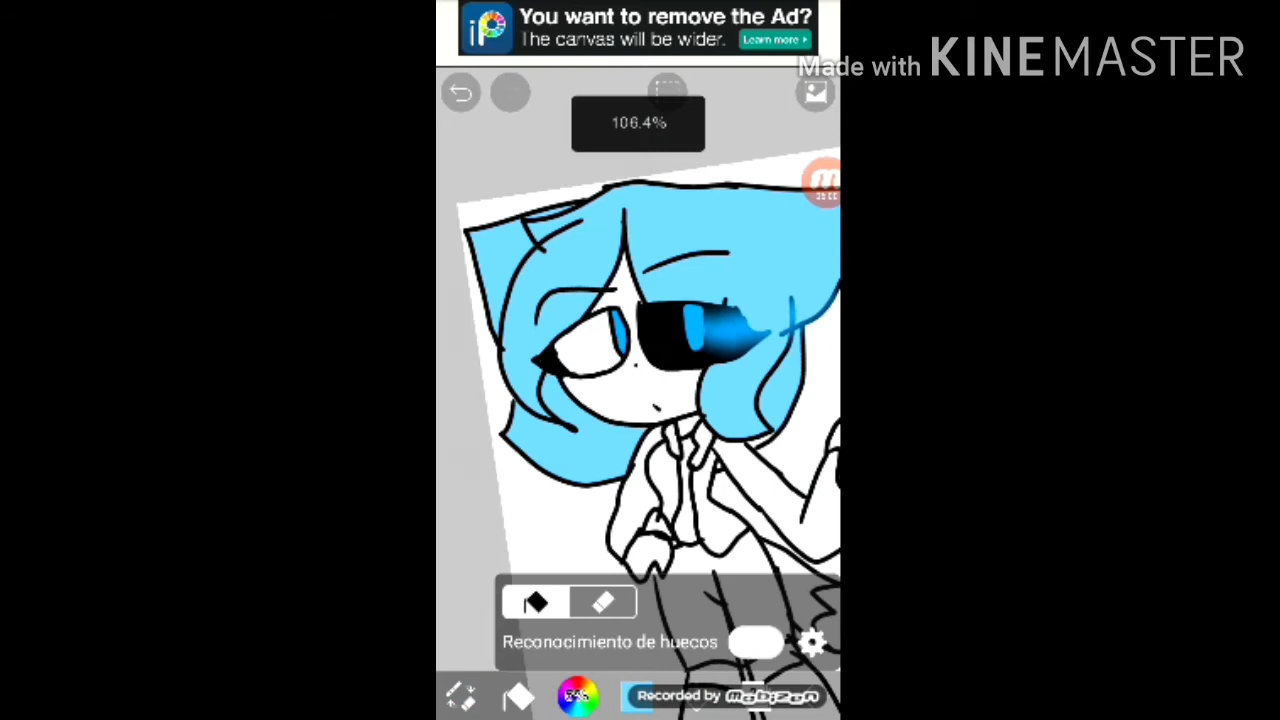 You want to remove the Ad?
The canvas will be wider.
Learn more
Made with KINEMASTER
106.4%
Reconocimiento de huecos
Recorded by mobizen